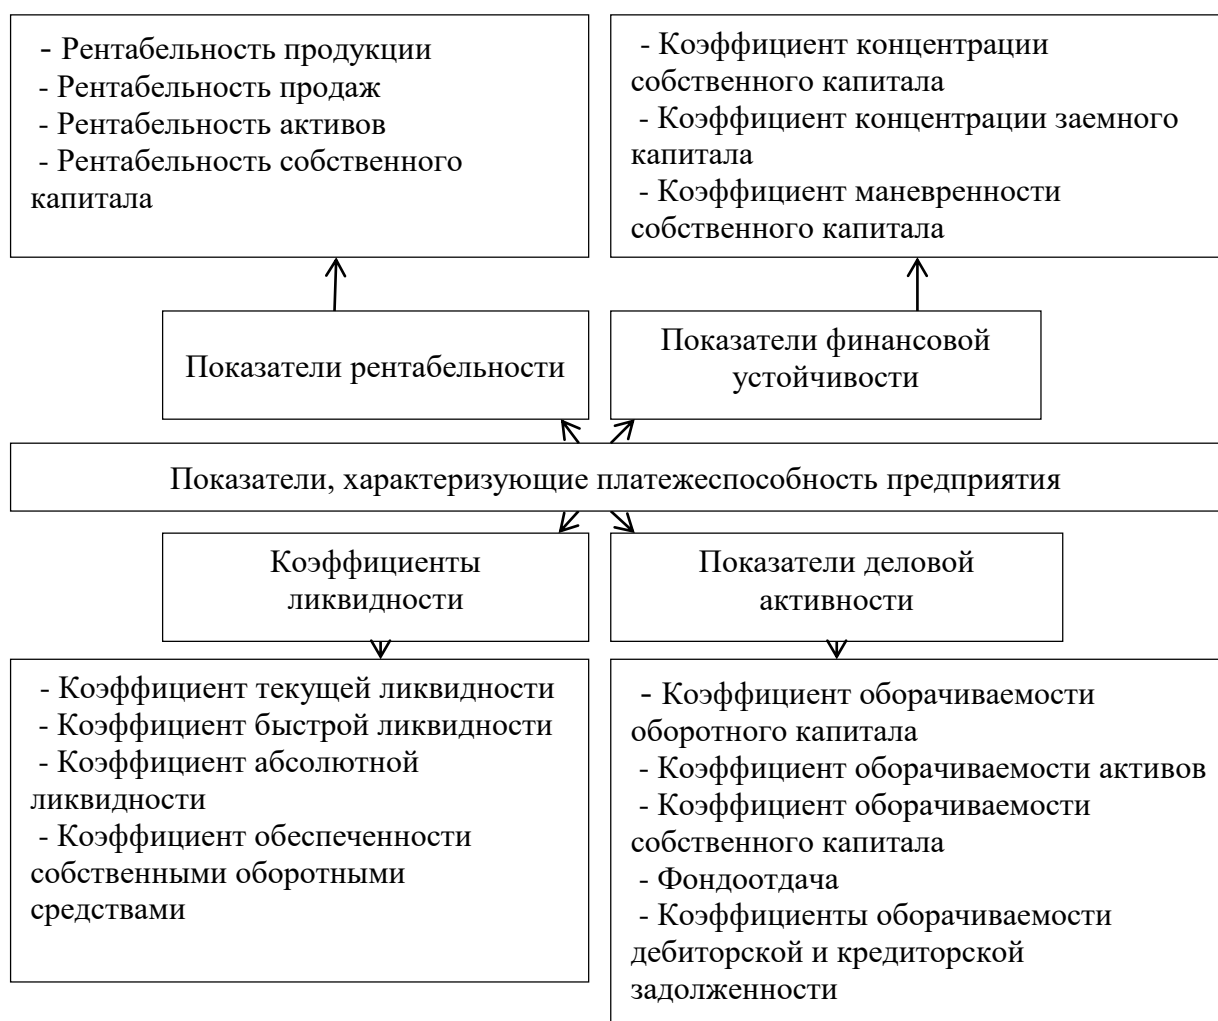 - Рентабельность продукции
- Рентабельность продаж
- Рентабельность активов
- Рентабельность собственного
капитала
- Коэффициент концентрации
собственного капитала
- Коэффициент концентрации заемного
капитала
- Коэффициент маневренности
собственного капитала
Показатели рентабельности
Показатели финансовой
устойчивости
Показатели, характеризующие платежеспособность предприятия
Коэффициенты
ликвидности
Показатели деловой
активности
- Коэффициент текущей ликвидности
- Коэффициент быстрой ликвидности
- Коэффициент абсолютной
ликвидности
- Коэффициент обеспеченности
собственными оборотными
средствами
- Коэффициент оборачиваемости
оборотного капитала
- Коэффициент оборачиваемости активов
- Коэффициент оборачиваемости
собственного капитала
- Фондоотдача
- Коэффициенты оборачиваемости
дебиторской и кредиторской
задолженности